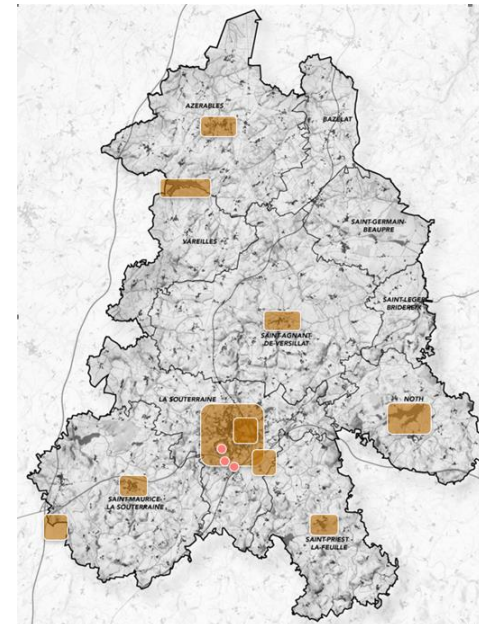 AZERABLES
BAZELAT
SAINT-GERMAIN-
BEAUPRE
VAREILLES
SAINT-LEGER-
BRIDEREIX
SAINT-AGNANT-
DE-VERSILLAT
LA SOUTERRAINE
NOTH
SAINT-MAURICE-
LA SOUTERRAINE
SAINT-PRIEST-
LA-FEUILLE